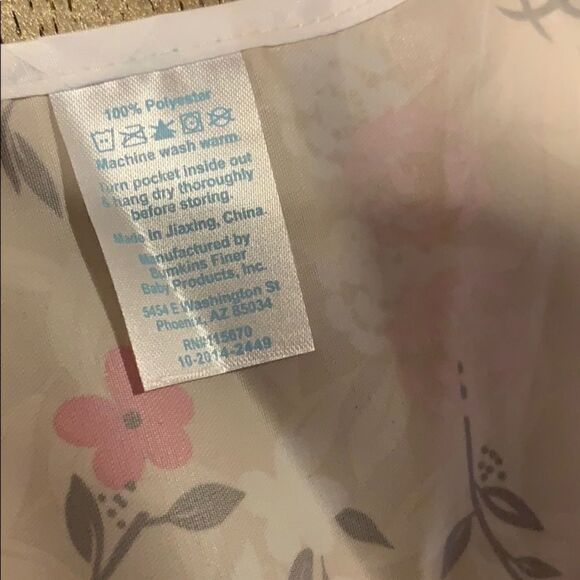 100% Polyester
Machine wash warm.
Turn pocket inside out
& hang dry thoroughly
before storing.
Made in Jiaxing, China.
Manufactured by
Bumkins Finer
Baby Products, Inc.
5454 E Washington St
Phoenix, AZ 85034
RN#115670
10-2014-2449